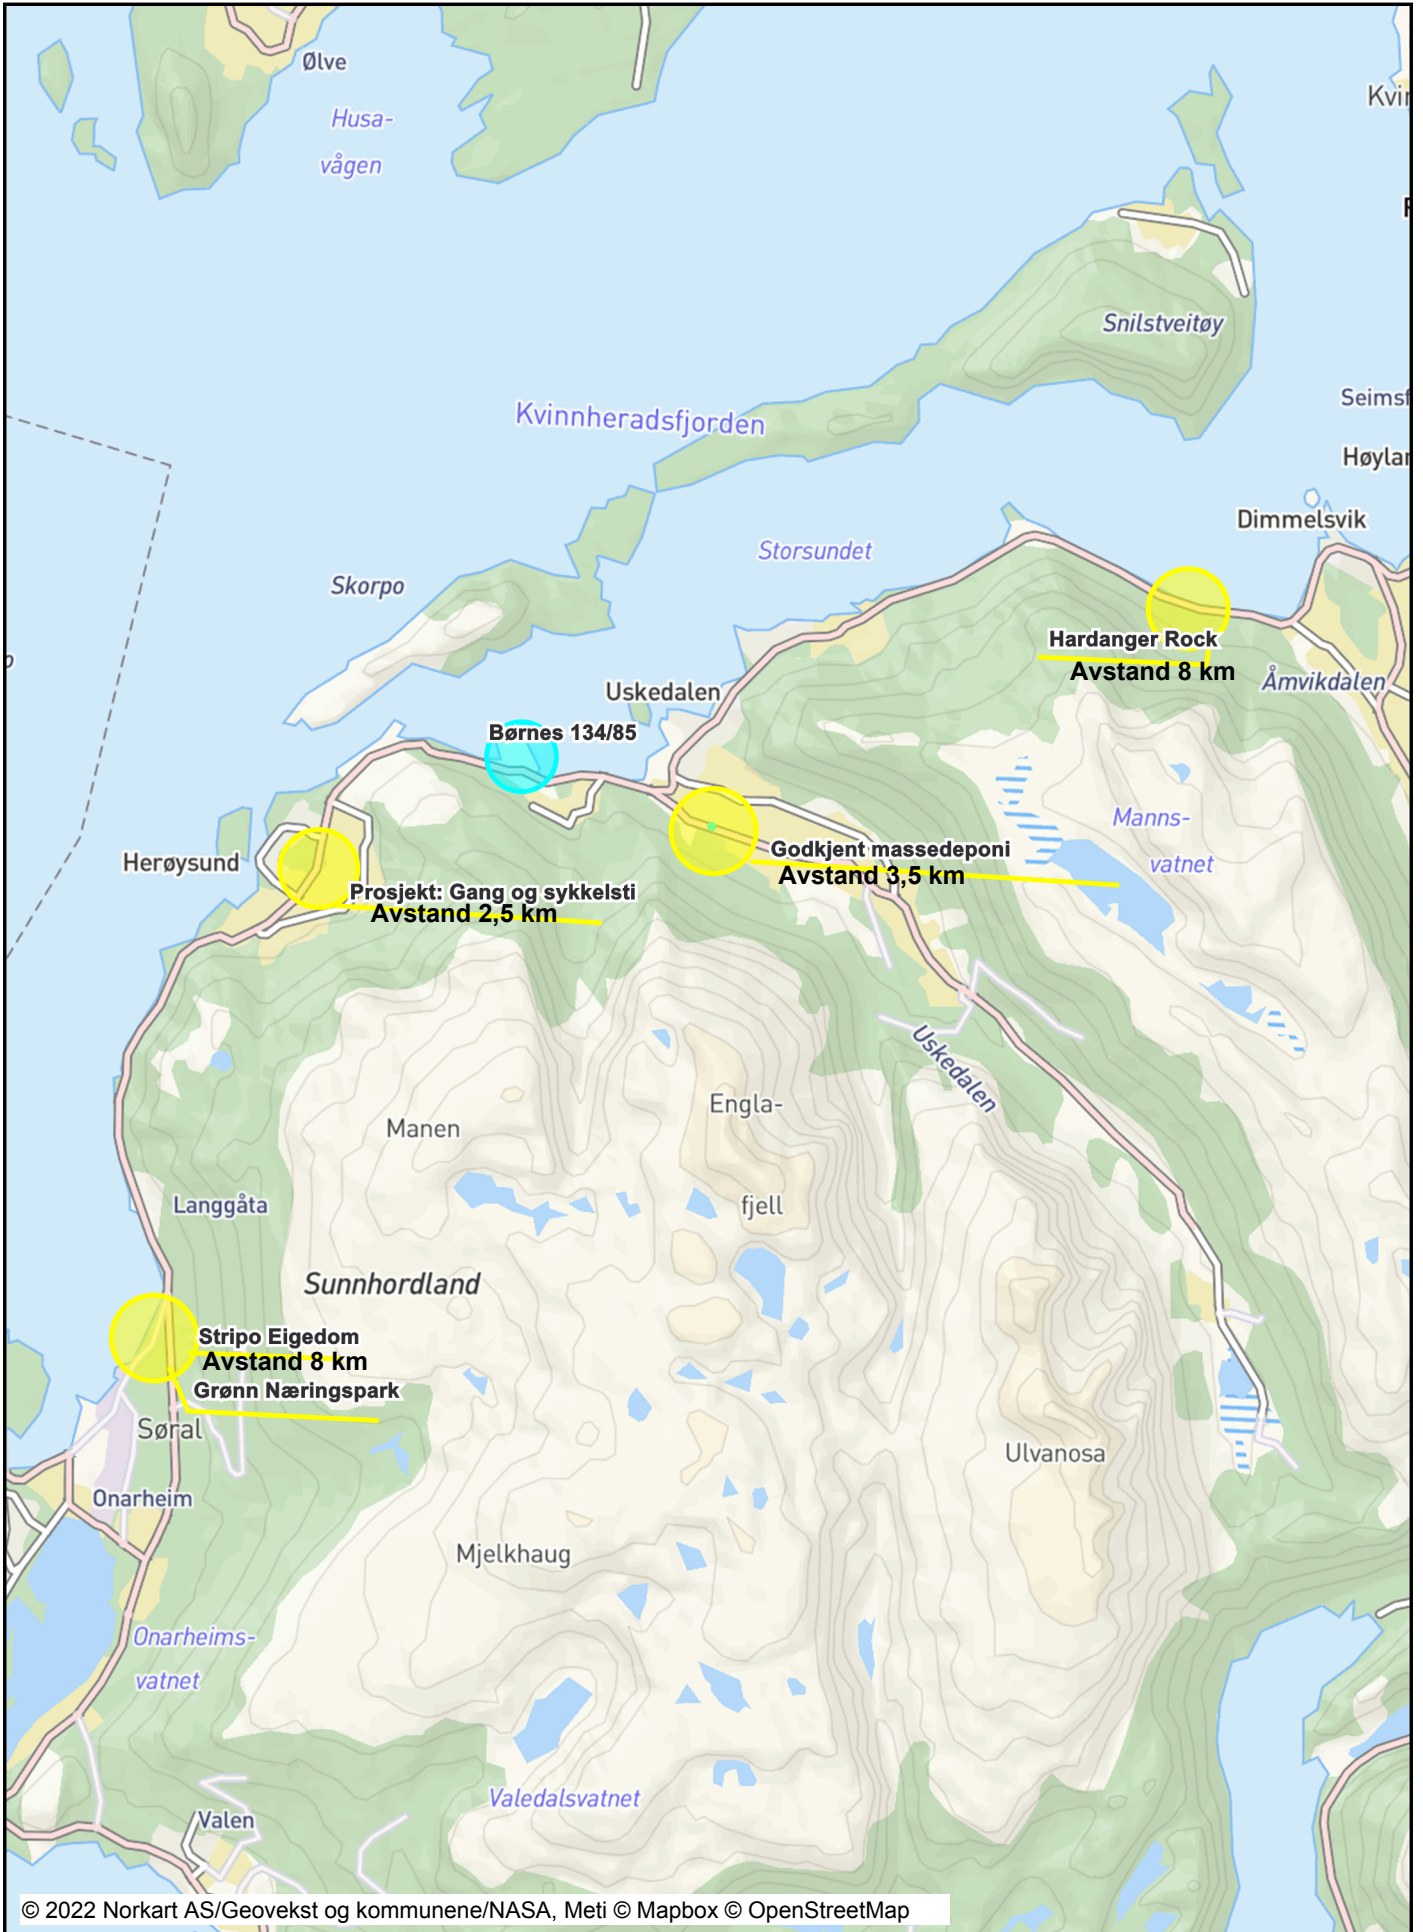 Ølve
Husa-
vågen
Kvinnheradsfjorden
Snilstveitøy
Dimmelsvik
Storsundet
Skorpo
Hardanger Rock
Avstand 8 km
Åmvikdalen
Uskedalen
Børnes 134/85
Manns-
vatnet
Godkjent massedeponi
Avstand 3,5 km
Herøysund
Prosjekt: Gang og sykkelsti
Avstand 2,5 km
Uskedalen
Engla-
fjell
Manen
Langgåta
Sunnhordland
Stripo Eigedom
Avstand 8 km
Grønn Næringspark
Søral
Ulvanosa
Onarheim
Mjelkhaug
Onarheims-
vatnet
Valedalsvatnet
Valen
© 2022 Norkart AS/Geovekst og kommunene/NASA, Meti © Mapbox © OpenStreetMap